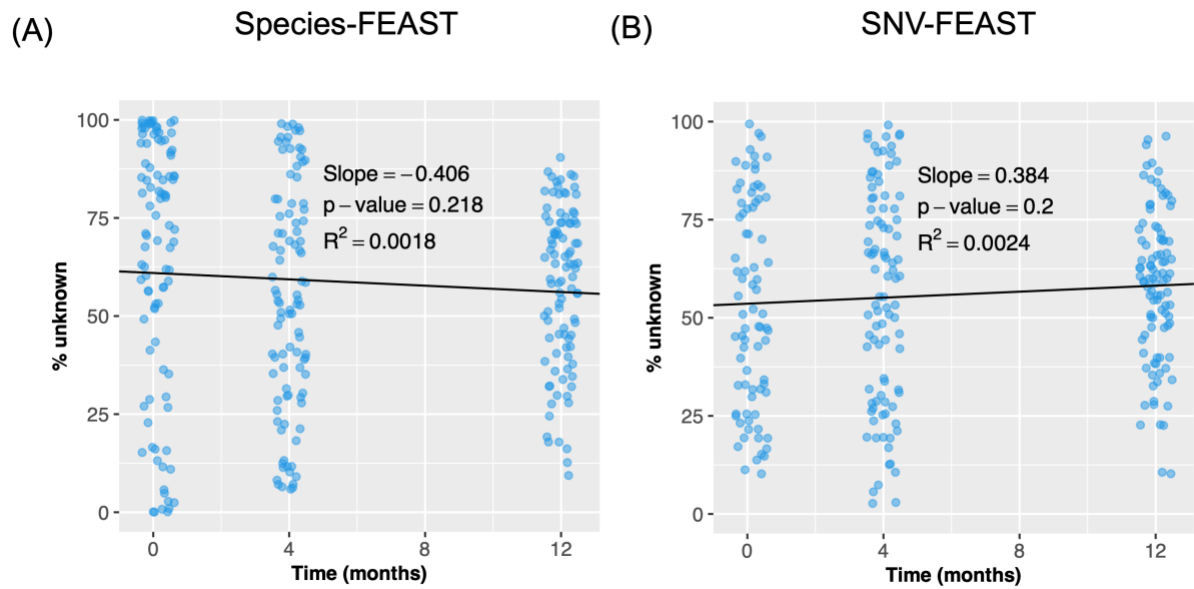 (A)
Species-FEAST
% unknown
100
75
50
25
0
Slope = −0.406
p − value = 0.218
R² = 0.0018
0
4
8
12
Time (months)
(B)
SNV-FEAST
% unknown
100
75
50
25
0
Slope = 0.384
p − value = 0.2
R² = 0.0024
0
4
8
12
Time (months)